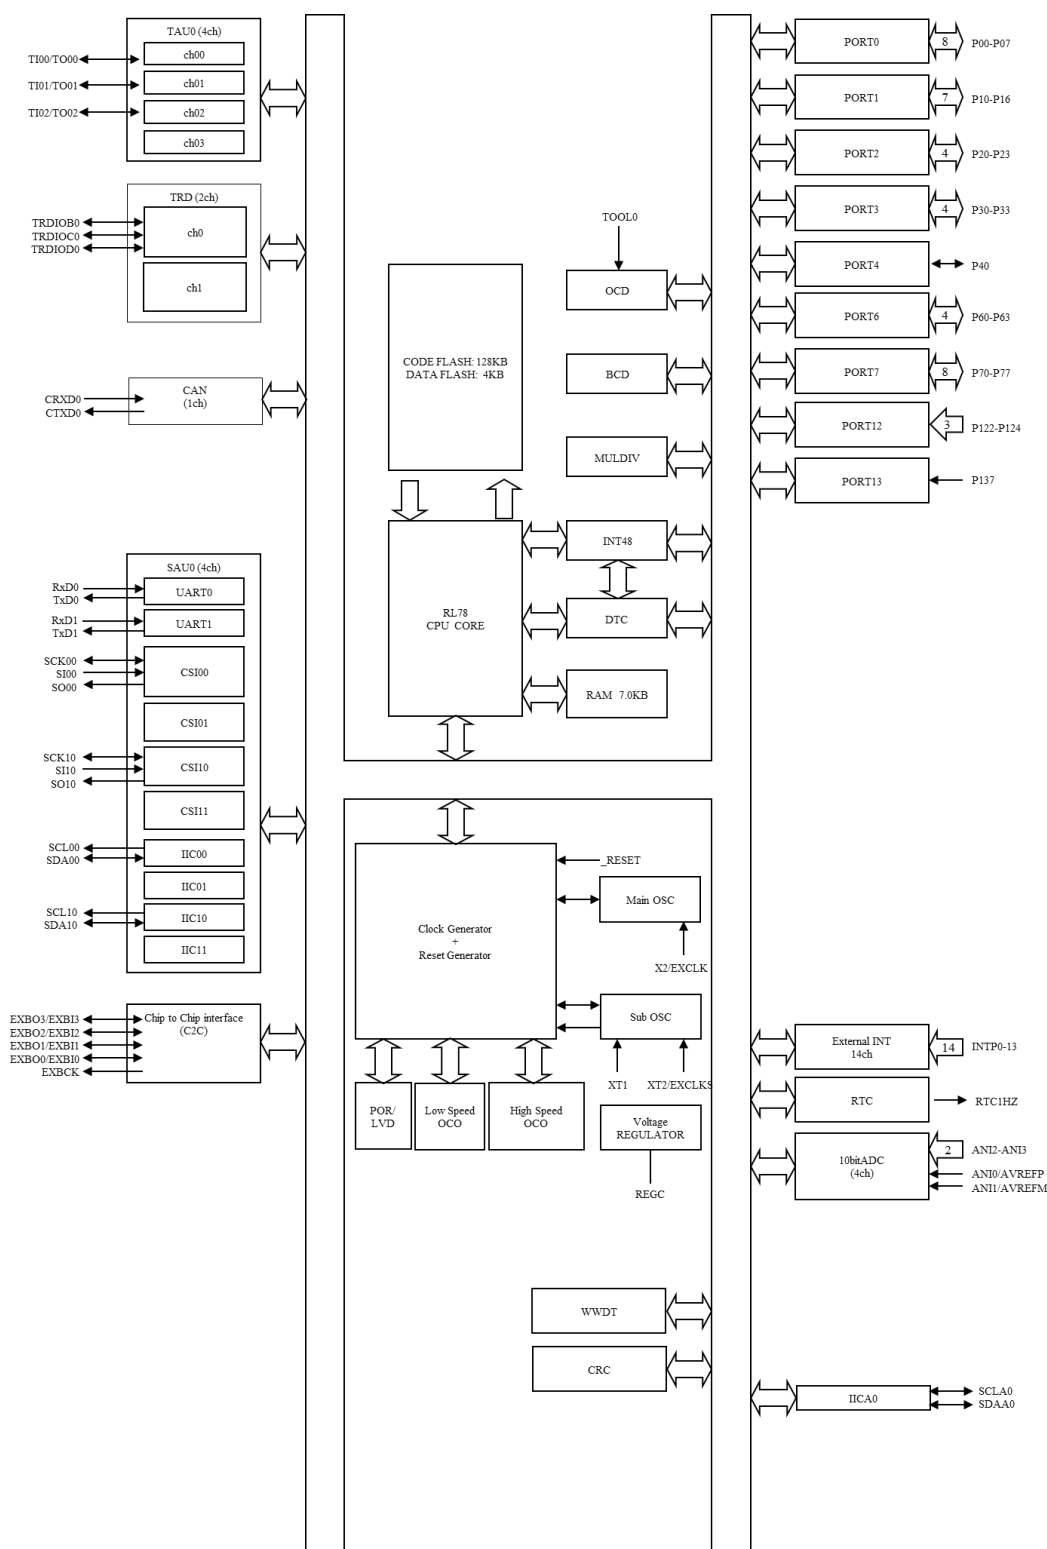 TAU0 (4ch)
ch00
ch01
ch02
ch03
TI00/TO00
TI01/TO01
TI02/TO02
TRD (2ch)
ch0
ch1
TRDIOB0
TRDIOC0
TRDIOD0
CAN
(1ch)
CRXD0
CTXD0
SAU0 (4ch)
UART0
UART1
CSI00
CSI01
CSI10
CSI11
IIC00
IIC01
IIC10
IIC11
RxD0
TxD0
RxD1
TxD1
SCK00
SI00
SO00
SCK10
SI10
SO10
SCL00
SDA00
SCL10
SDA10
Chip to Chip interface
(C2C)
EXBO3/EXBI3
EXBO2/EXBI2
EXBO1/EXBI1
EXBO0/EXBI0
EXBCK
CODE FLASH: 128KB
DATA FLASH: 4KB
RL78
CPU CORE
TOOL0
OCD
BCD
MULDIV
INT48
DTC
RAM 7.0KB
Clock Generator
+
Reset Generator
_RESET
Main OSC
X2/EXCLK
Sub OSC
XT1
XT2/EXCLKS
POR/
LVD
Low Speed
OCO
High Speed
OCO
Voltage
REGULATOR
REGC
WWDT
CRC
PORT0
8
P00-P07
PORT1
7
P10-P16
PORT2
4
P20-P23
PORT3
4
P30-P33
PORT4
P40
PORT6
4
P60-P63
PORT7
8
P70-P77
PORT12
3
P122-P124
PORT13
P137
External INT
14ch
14
INTP0-13
RTC
RTC1HZ
10bitADC
(4ch)
2
ANI2-ANI3
ANI0/AVREFP
ANI1/AVREFM
IICA0
SCLA0
SDAA0